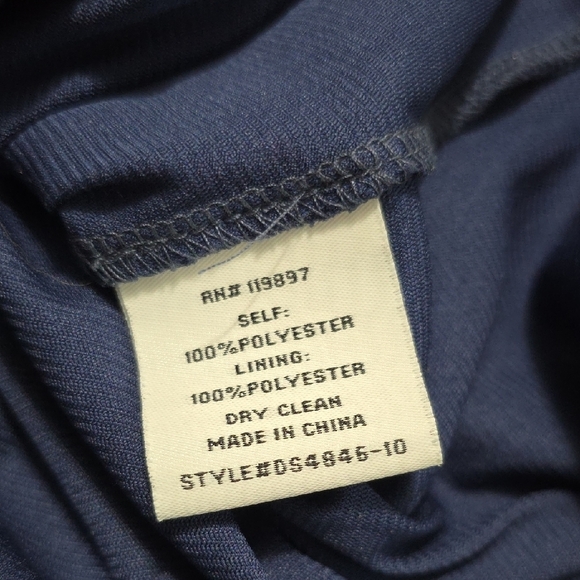 RN# 119897
SELF:
100%POLYESTER
LINING:
100%POLYESTER
DRY CLEAN
MADE IN CHINA
STYLE#DS4846-10